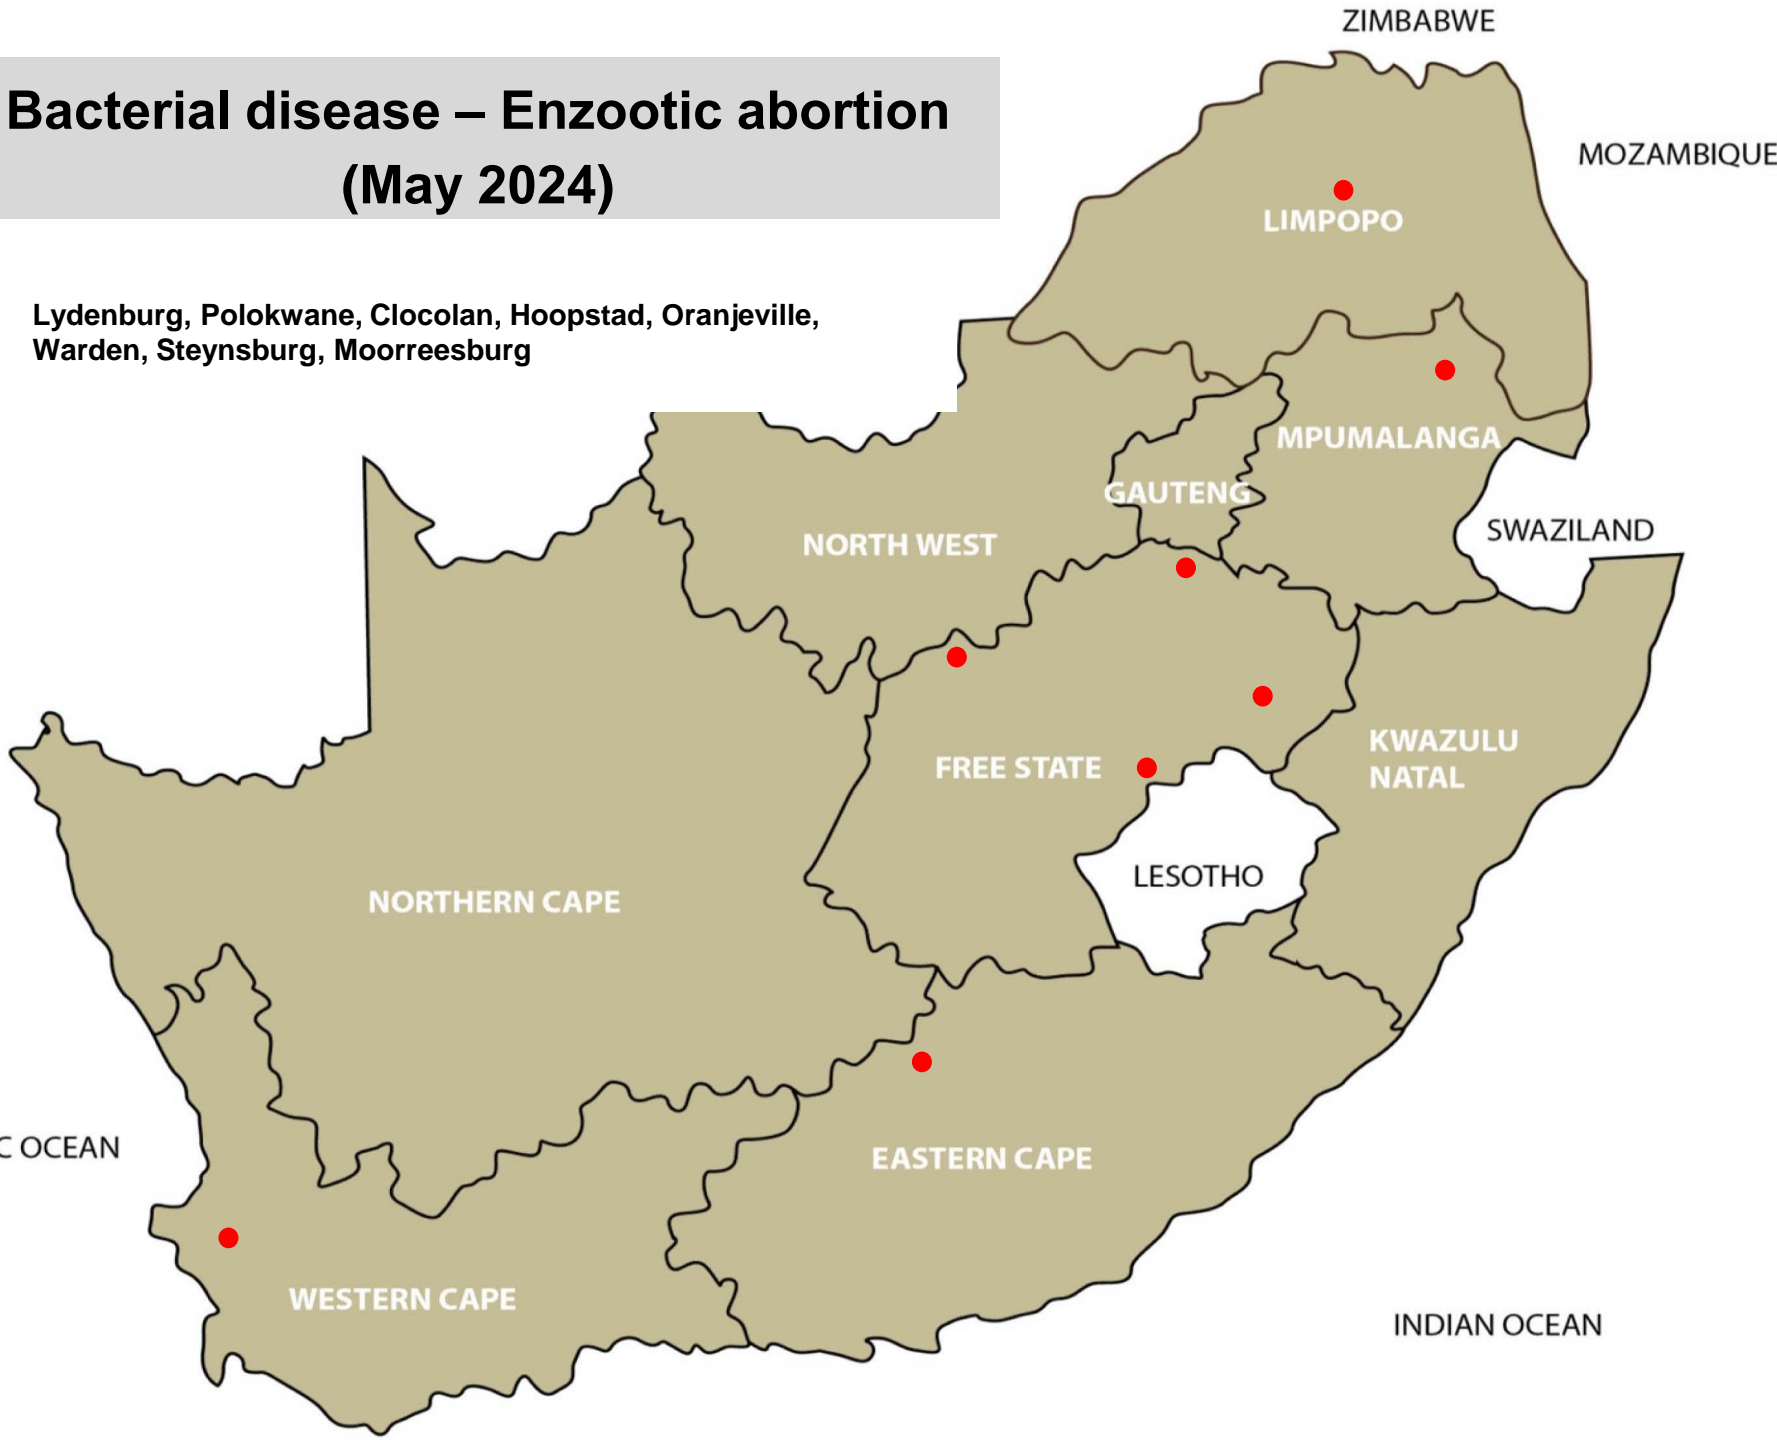 ZIMBABWE
Bacterial disease – Enzootic abortion
(May 2024)
MOZAMBIQUE
LIMPOPO
Lydenburg, Polokwane, Clocolan, Hoopstad, Oranjeville,
Warden, Steynsburg, Moorreesburg
MPUMALANGA
GAUTENG
SWAZILAND
NORTH WEST
KWAZULU
NATAL
FREE STATE
LESOTHO
NORTHERN CAPE
C OCEAN
EASTERN CAPE
WESTERN CAPE
INDIAN OCEAN